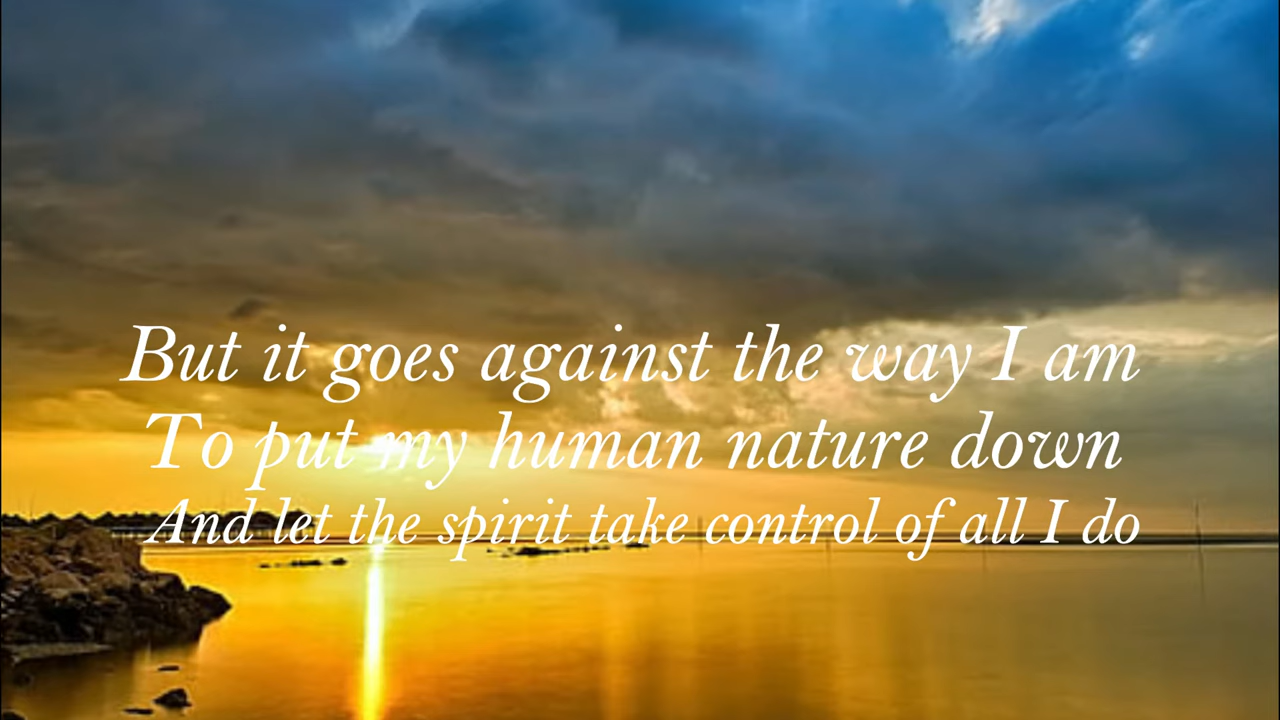 But it goes against the way I am
To put my human nature down
And let the spirit take control of all I do